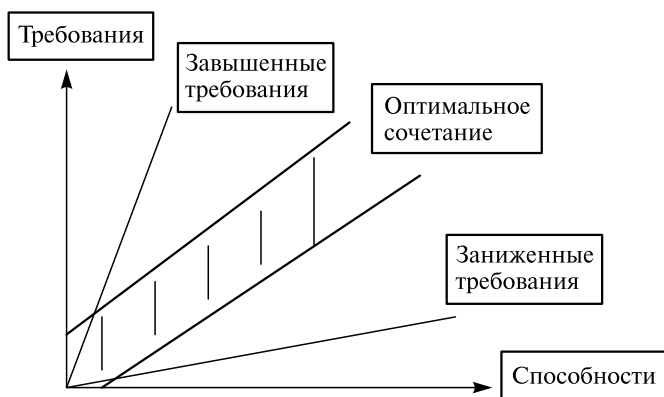 Требования
Завышенные
требования
Оптимальное
сочетание
Заниженные
требования
Способности